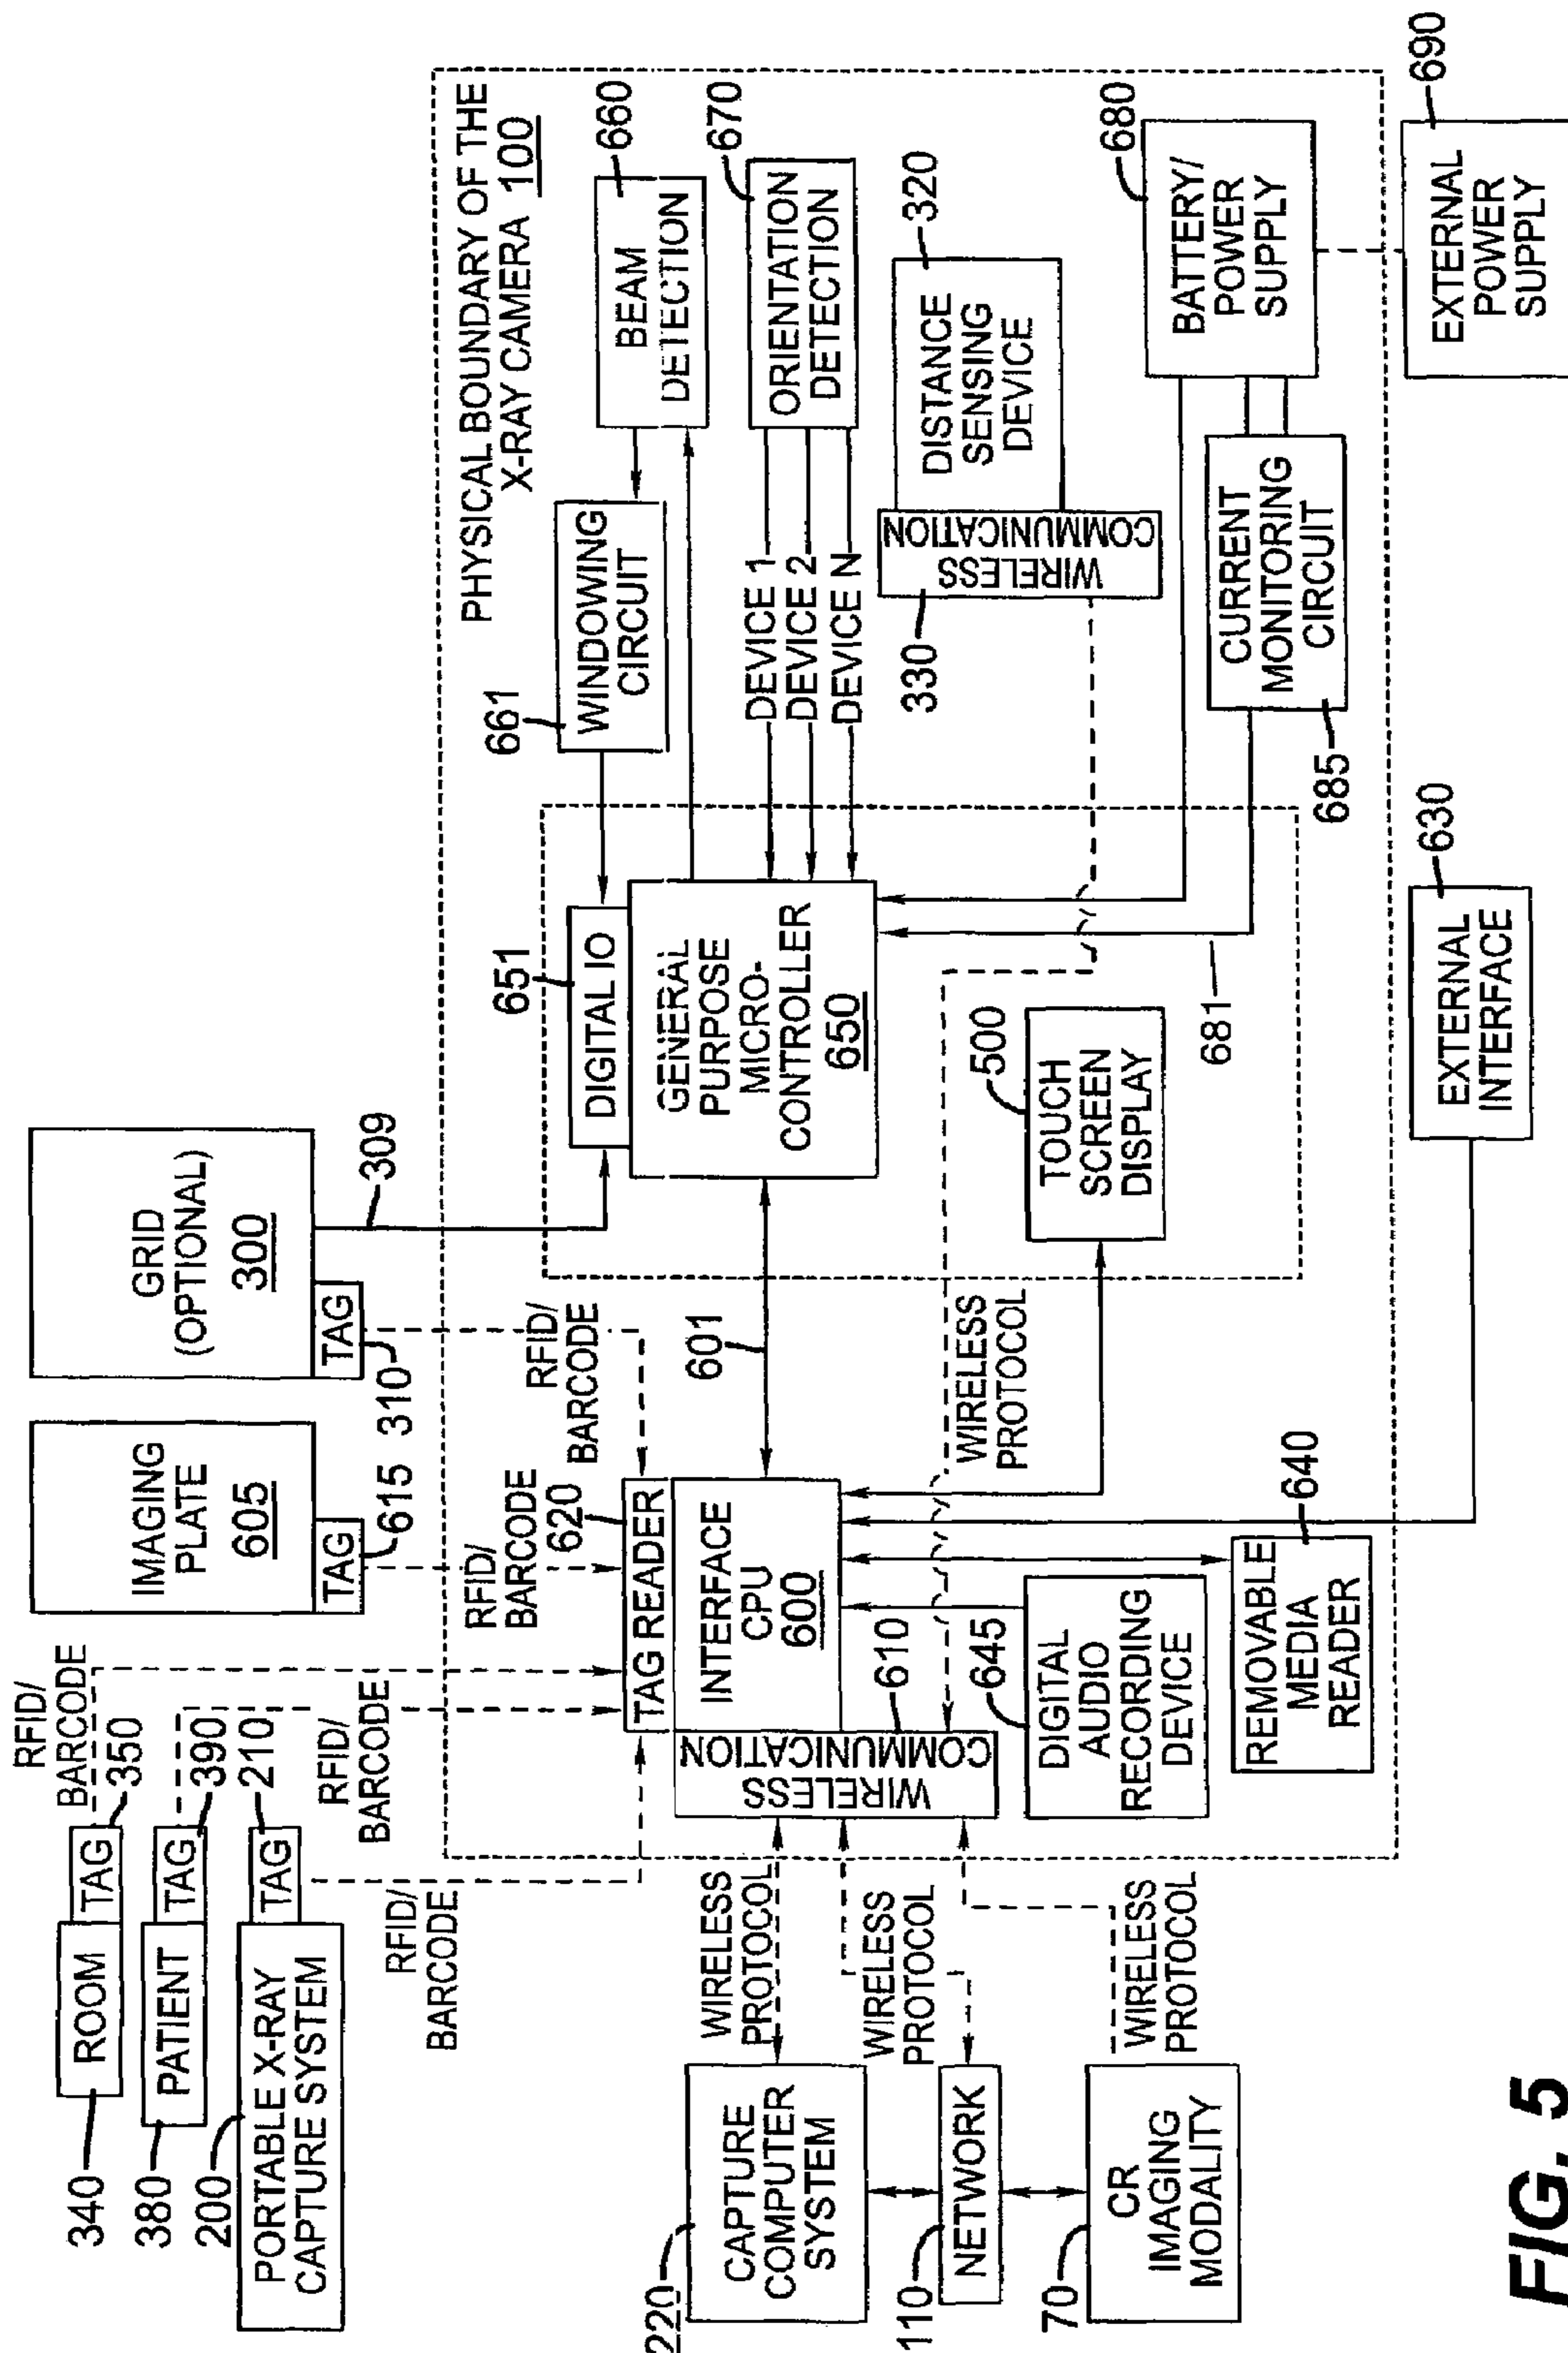 RFID/
BARCODE
340
ROOM
TAG
350
380
PATIENT
TAG
390
200
PORTABLE X-RAY
CAPTURE SYSTEM
TAG
210
RFID/
BARCODE
RFID/
BARCODE
IMAGING
PLATE
605
TAG
615
RFID/
BARCODE
GRID
(OPTIONAL)
300
TAG
310
309
RFID/
BARCODE
PHYSICAL BOUNDARY OF THE
X-RAY CAMERA 100
620
TAG READER
INTERFACE
CPU
600
WIRELESS
COMMUNICATION
610
601
651
DIGITAL IO
GENERAL
PURPOSE
MICRO-
CONTROLLER
650
661
WINDOWING
CIRCUIT
BEAM
DETECTION
660
DEVICE 1
DEVICE 2
DEVICE N
ORIENTATION
DETECTION
670
DISTANCE
SENSING
DEVICE
320
WIRELESS
COMMUNICATION
330
WIRELESS
PROTOCOL
TOUCH
SCREEN
DISPLAY
500
681
BATTERY/
POWER
SUPPLY
680
CURRENT
MONITORING
CIRCUIT
685
EXTERNAL
POWER
SUPPLY
690
EXTERNAL
INTERFACE
630
645
DIGITAL
AUDIO
RECORDING
DEVICE
REMOVABLE
MEDIA
READER
640
WIRELESS
PROTOCOL
WIRELESS
PROTOCOL
WIRELESS
PROTOCOL
220
CAPTURE
COMPUTER
SYSTEM
110
NETWORK
70
CR
IMAGING
MODALITY
FIG. 5